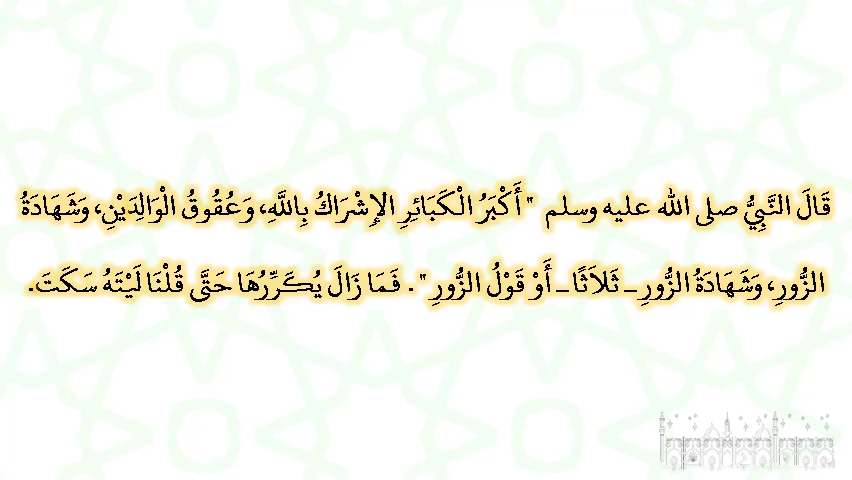 قَالَ النَّبِيُّ صلى الله عليه وسلم " أَكْبَرُ الْكَبَائِرِ الإِشْرَاكُ بِاللَّهِ، وَعُقُوقُ الْوَالِدَيْنِ، وَشَهَادَةُ
الزُّورِ، وَشَهَادَةُ الزُّورِ ـ ثَلاَثًا ـ أَوْ قَوْلُ الزُّورِ ". فَمَا زَالَ يُكَرِّرُهَا حَتَّى قُلْنَا لَيْتَهُ سَكَتَ.